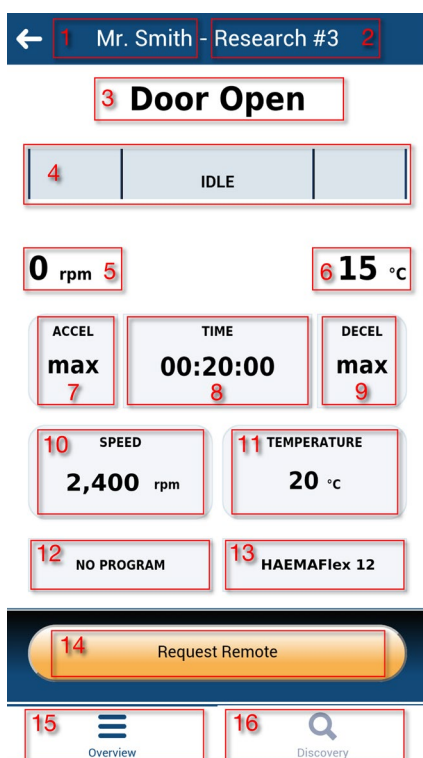 1 Mr. Smith - Research #3 2
3 Door Open
4 IDLE
0 rpm 5 6 15 °C
ACCEL TIME DECEL
max 00:20:00 max
7 8 9
10 SPEED 11 TEMPERATURE
2,400 rpm 20 °C
12 NO PROGRAM 13 HAEMAFlex 12
14 Request Remote
15 16
Overview Discovery